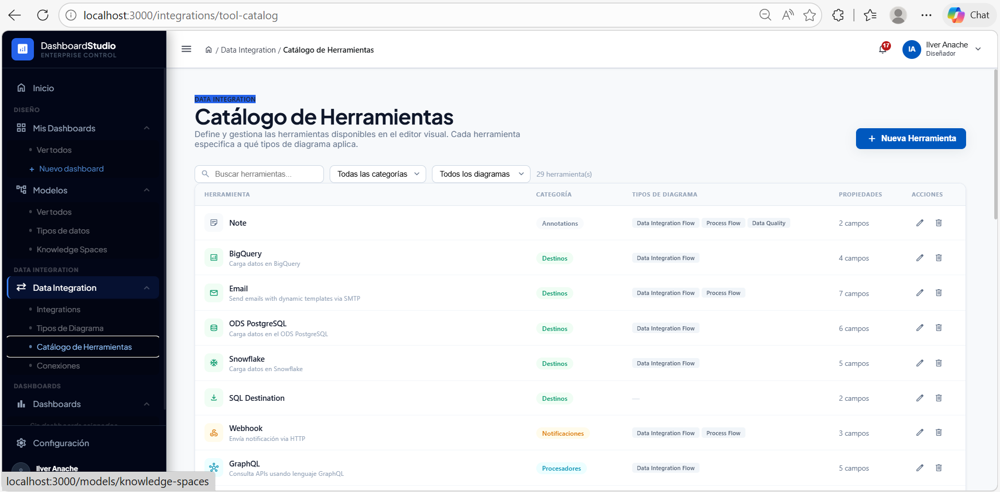 localhost:3000/integrations/tool-catalog
Chat
DashboardStudio
ENTERPRISE CONTROL
Inicio
DISEÑO
Mis Dashboards
Ver todos
+ Nuevo dashboard
Modelos
Ver todos
Tipos de datos
Knowledge Spaces
DATA INTEGRATION
Data Integration
Integrations
Tipos de Diagrama
Catálogo de Herramientas
Conexiones
DASHBOARDS
Dashboards
Sin dashboards asignados
Configuración
Ilver Anache
localhost:3000/models/knowledge-spaces
/ Data Integration / Catálogo de Herramientas
17
IA
Ilver Anache
Diseñador
DATA INTEGRATION
Catálogo de Herramientas
Define y gestiona las herramientas disponibles en el editor visual. Cada herramienta
especifica a qué tipos de diagrama aplica.
+ Nueva Herramienta
Buscar herramientas...
Todas las categorías
Todos los diagramas
29 herramienta(s)
HERRAMIENTA CATEGORÍA TIPOS DE DIAGRAMA PROPIEDADES ACCIONES
Note Annotations Data Integration Flow Process Flow Data Quality 2 campos
BigQuery
Carga datos en BigQuery
Destinos Data Integration Flow 4 campos
Email
Send emails with dynamic templates via SMTP
Destinos Data Integration Flow Process Flow 7 campos
ODS PostgreSQL
Carga datos en el ODS PostgreSQL
Destinos Data Integration Flow 6 campos
Snowflake
Carga datos en Snowflake
Destinos Data Integration Flow 5 campos
SQL Destination Destinos — 2 campos
Webhook
Envía notificación via HTTP
Notificaciones Data Integration Flow Process Flow 3 campos
GraphQL
Consulta APIs usando lenguaje GraphQL
Procesadores Data Integration Flow 5 campos